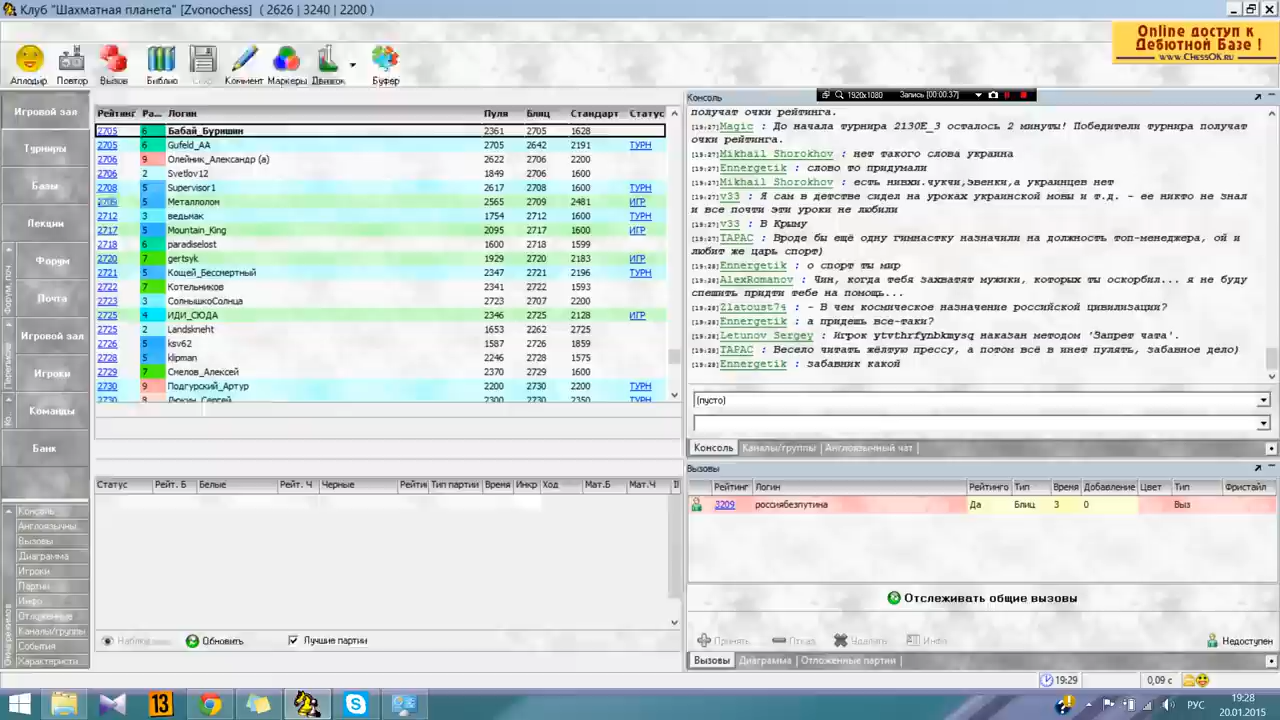 Клуб "Шахматная планета" [Zvonochess] ( 2626 | 3240 | 2200 )
Online доступ к
Дебютной Базе !
www.ChessOK.ru
Аплодир Повтор Вызов Библио Коммент Маркеры Движок Буфер
Игровой зал
Турниры
Базы
Лекции
Форум
Почта
Игровой зал
Игроки
Команды
Банк
Консоль
Англоязычны
Вызовы
Диаграмма
Игроки
Партии
Инфо
Отложенные
Каналы/группы
События
Характеристи
Рейтинг Ра... Логин Пуля Блиц Стандарт Статус
2705 6 Бабай_Буришин 2361 2705 1628
2705 6 Gufeld_AA 2705 2642 2191 ТУРН
2706 9 Олейник_Александр (а) 2622 2706 2200
2706 2 Svetlov12 1849 2706 1600
2708 5 Supervisor1 2617 2708 1600 ТУРН
2709 5 Металлолом 2565 2709 2481 ИГР
2712 3 ведьмак 1754 2712 1600 ТУРН
2717 5 Mountain_King 2095 2717 1600 ИГР
2718 6 paradiselost 1600 2718 1599
2720 7 gertsyk 1929 2720 2183 ИГР
2721 5 Кощей_Бессмертный 2347 2721 2196 ТУРН
2722 7 Котельников 2341 2722 1593
2723 3 СолнышкоСолнца 2723 2707 2200
2725 4 ИДИ_СЮДА 2346 2725 2128 ИГР
2725 2 Landskneht 1653 2262 2725
2726 5 ksv62 1587 2726 1859
2728 5 klipman 2246 2728 1575
2729 7 Смелов_Алексей 2370 2729 1600
2730 9 Подгурский_Артур 2200 2730 2200 ТУРН
2730 8 Люкин_Сергей 2300 2730 2350 ТУРН
Статус Рейт. Б Белые Рейт. Ч Черные Рейти Тип партии Время Инкр Ход Мат.Б Мат.Ч
Обновить Лучшие партии
Консоль
1920x1080 Запись [00:00:37]
получат очки рейтинга.
[19:27]Magic : До начала турнира 2130E_3 осталось 2 минуты! Победители турнира получат
очки рейтинга.
[19:27]Mikhail Shorokhov : нет такого слова украина
[19:27]Ennergetik : слово то придумали
[19:27]Mikhail Shorokhov : есть нивхи.чукчи,эвенки,а украинцев нет
[19:27]v33 : Я сам в детстве сидел на уроках украинской мовы и т.д. - ее никто не знал
и все почти эти уроки не любили
[19:27]v33 : В Крыму
[19:27]ТАРАС : Вроде бы ещё одну гимнастку назначили на должность топ-менеджера, ой и
любит же царь спорт)
[19:28]Ennergetik : о спорт ты мир
[19:28]AlexRomanov : Чин, когда тебя захватят мужики, которых ты оскорбил... я не буду
спешить придти тебе на помощь...
[19:28]Zlatoust74 : - В чем космическое назначение российской цивилизации?
[19:28]Ennergetik : а придешь все-таки?
[19:28]Letunov Sergey : Игрок ytvthrfynbkmysq наказан методом 'Запрет чата'.
[19:28]ТАРАС : Весело читать жёлтую прессу, а потом всё в инет пулять, забавное дело)
[19:28]Ennergetik : забавник какой
(пусто)
Консоль Каналы/группы Англоязычный чат
Вызовы
Рейтинг Логин Рейтинго Тип Время Добавление Цвет Тип Фристайл
3209 россиябезпутина Да Блиц 3 0 Выз
Отслеживать общие вызовы
Принять Отказ Удалить Инфо Недоступен
Вызовы Диаграмма Отложенные партии
19:29 0,09 с
13
РУС
19:28
20.01.2015